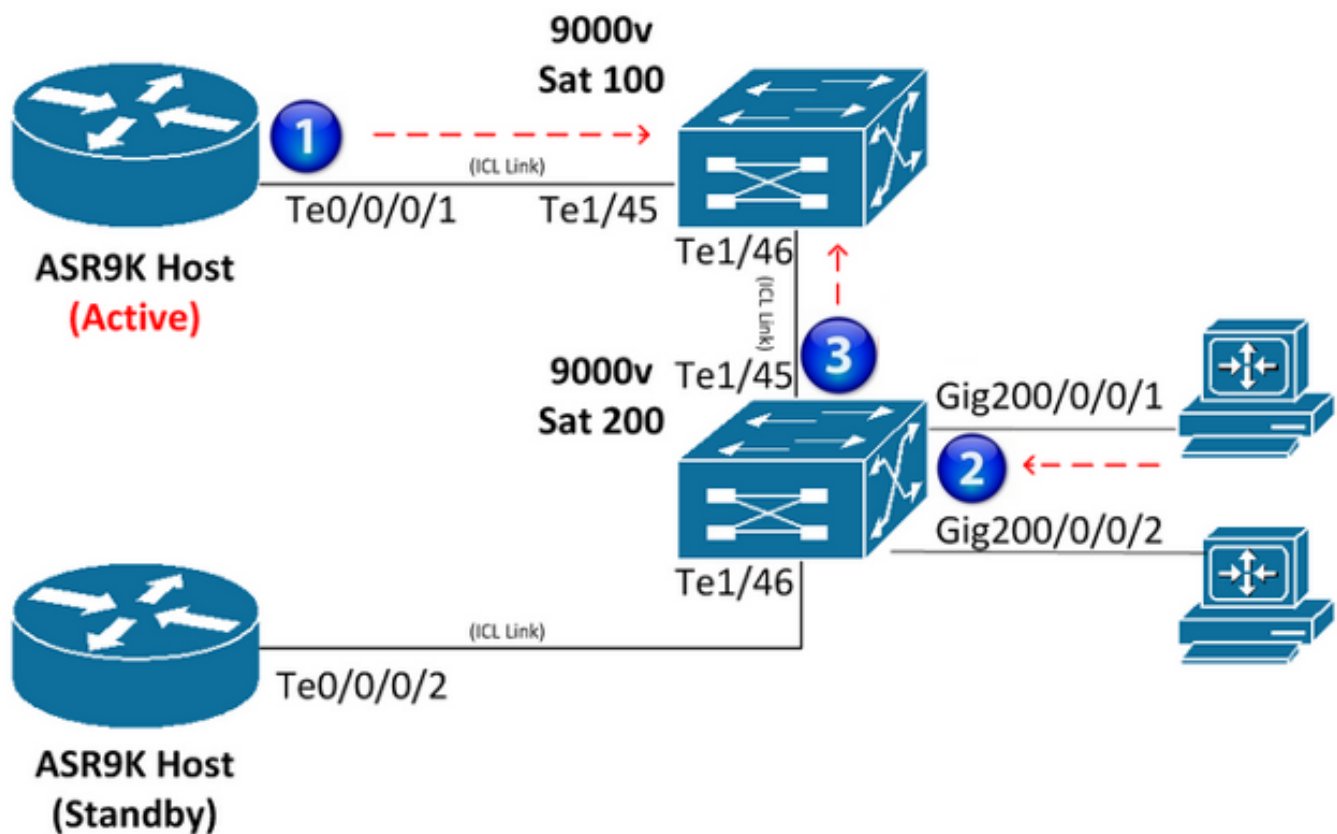 9000v
Sat 100
1
(ICL Link)
Te0/0/0/1
Te1/45
ASR9K Host
(Active)
Te1/46
(ICL Link)
3
9000v
Sat 200
Te1/45
Gig200/0/0/1
2
Gig200/0/0/2
Te1/46
(ICL Link)
Te0/0/0/2
ASR9K Host
(Standby)